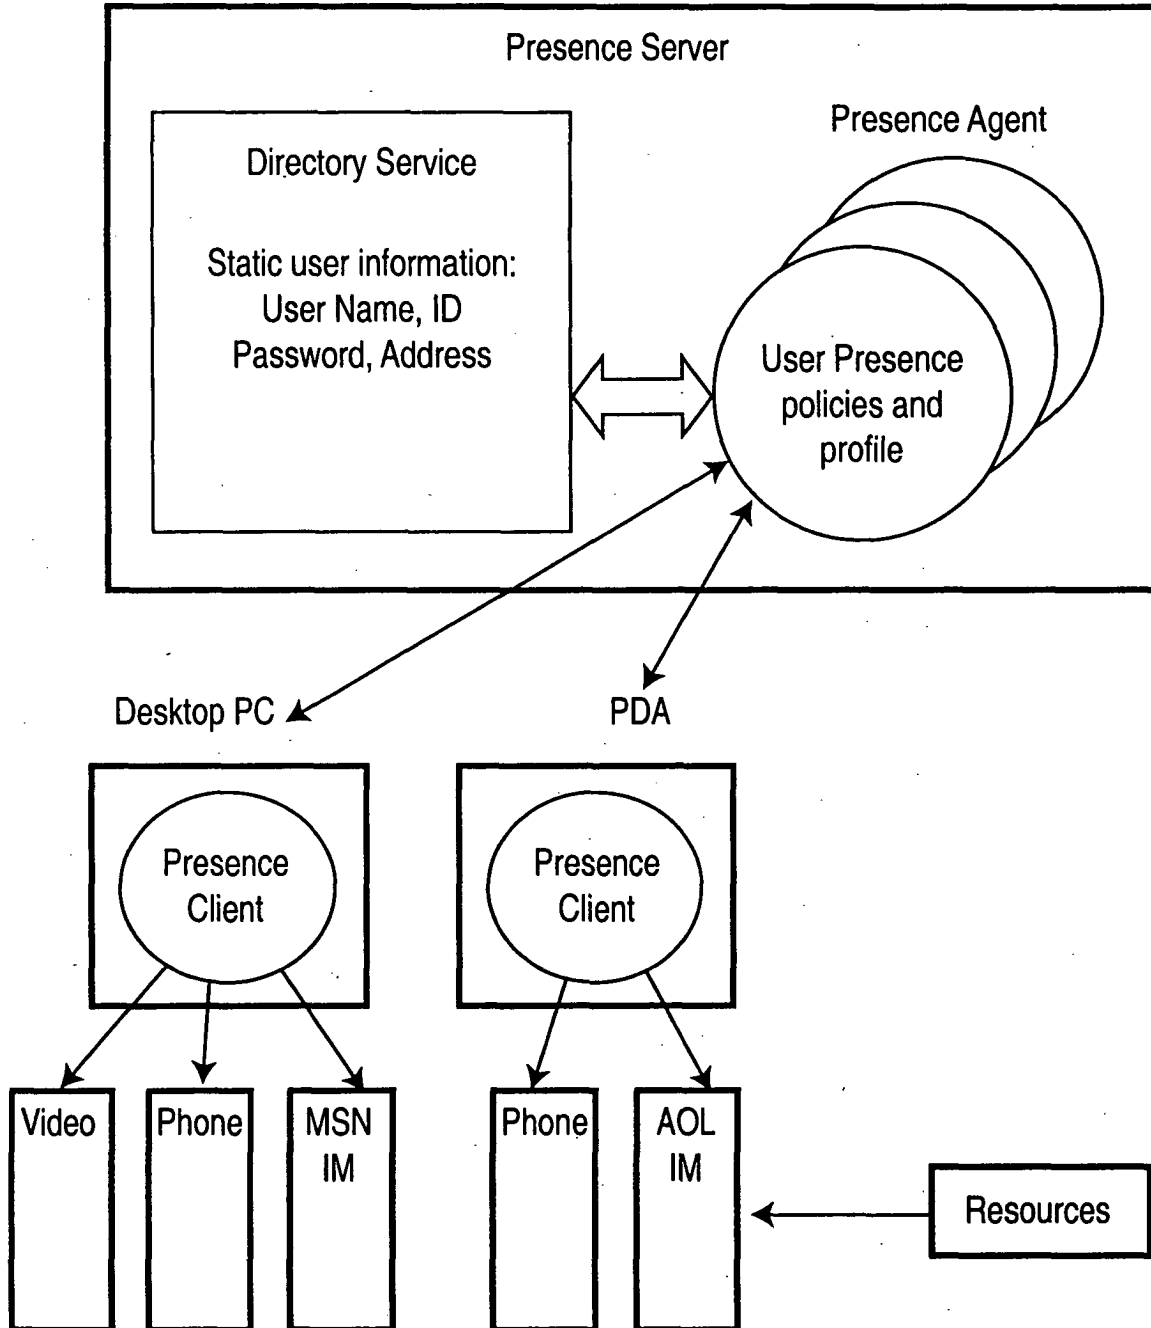 Presence Server
Presence Agent
Directory Service
Static user information:
User Name, ID
Password, Address
User Presence
policies and
profile
Desktop PC
PDA
Presence
Client
Presence
Client
Video
Phone
MSN
IM
Phone
AOL
IM
Resources